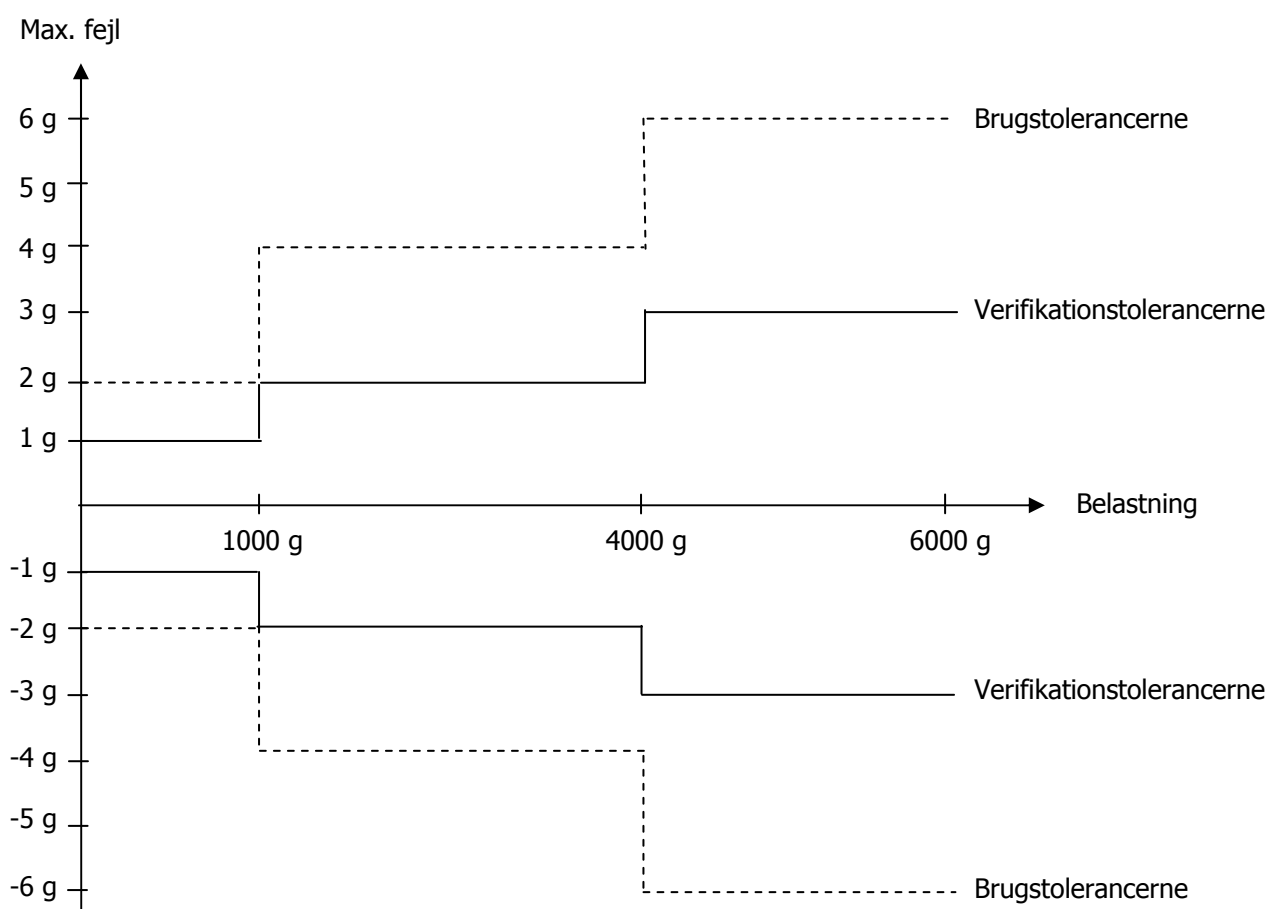 Max. fejl
6 g
Brugstolerancerne
5 g
4 g
3 g
Verifikationstolerancerne
2 g
1 g
Belastning
1000 g
4000 g
6000 g
-1 g
-2 g
-3 g
Verifikationstolerancerne
-4 g
-5 g
-6 g
Brugstolerancerne